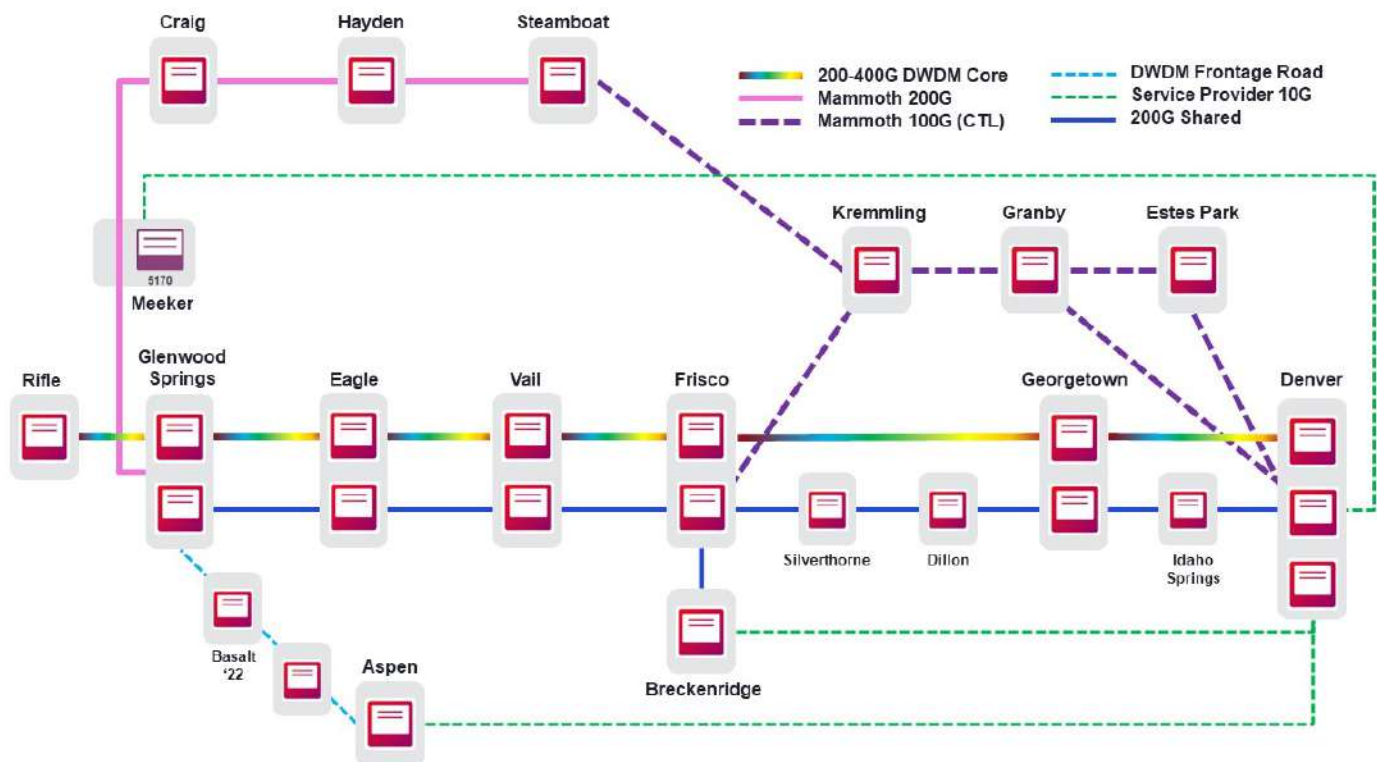 Craig
Hayden
Steamboat
200-400G DWDM Core
Mammoth 200G
Mammoth 100G (CTL)
DWDM Frontage Road
Service Provider 10G
200G Shared
Kremmling
Granby
Estes Park
5170
Meeker
Rifle
Glenwood
Springs
Eagle
Vail
Frisco
Georgetown
Denver
Silverthorne
Dillon
Idaho
Springs
Basalt
'22
Aspen
Breckenridge